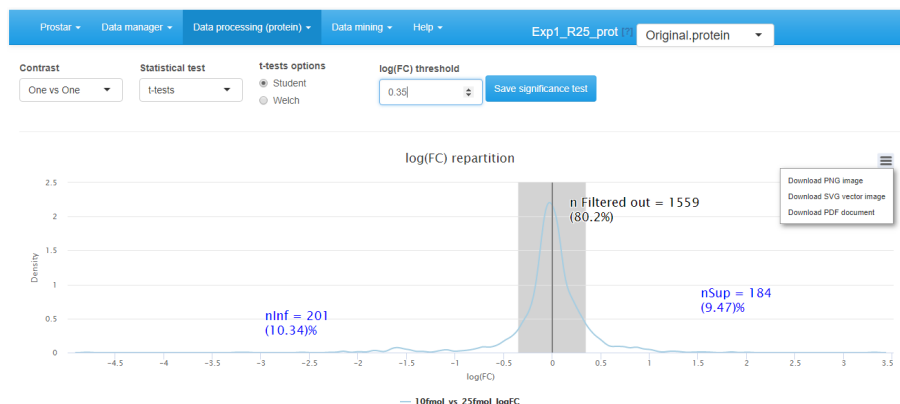 Prostar Data manager Data processing (protein) Data mining Help Exp1_R25_prot [?] Original.protein
Contrast Statistical test t-tests options log(FC) threshold
One vs One t-tests Student 0.35 Save significance test
Welch
log(FC) repartition
Download PNG image
Download SVG vector image
Download PDF document
2.5
n Filtered out = 1559
(80.2%)
2
1.5
Density
1
nSup = 184
(9.47)%
nInf = 201
(10.34)%
0.5
0
-4.5 -4 -3.5 -3 -2.5 -2 -1.5 -1 -0.5 0 0.5 1 1.5 2 2.5 3 3.5
log(FC)
10fmol_vs_25fmol_logFC